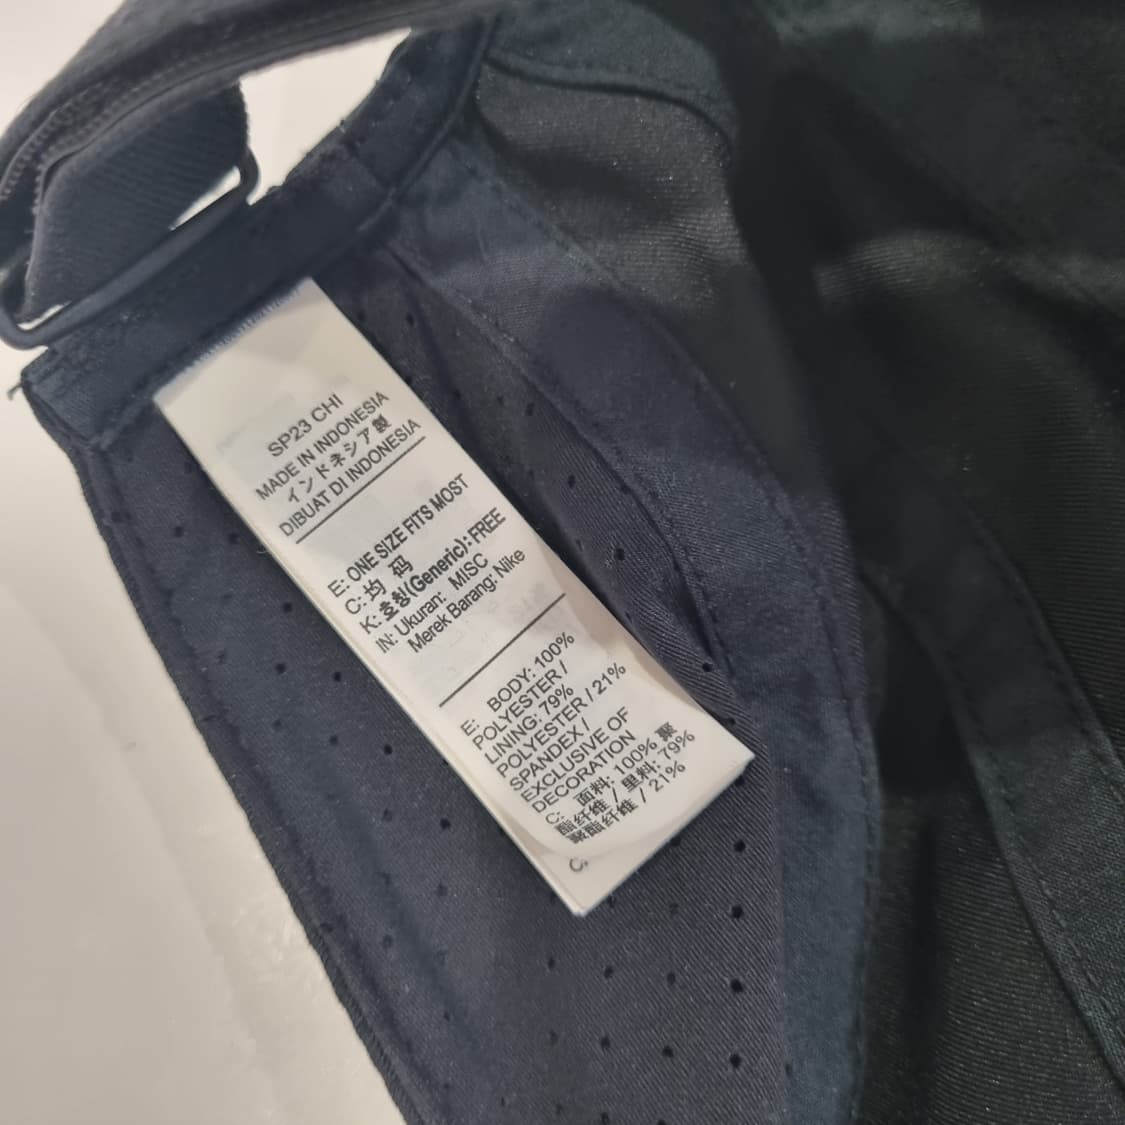 SP23 CHI
MADE IN INDONESIA
インドネシア製
DIBUAT DI INDONESIA
E: ONE SIZE FITS MOST
C: 均 码
K: 호칭(Generic): FREE
IN: Ukuran: MISC
Merek Barang: Nike
E: BODY: 100%
POLYESTER /
LINING: 79%
POLYESTER / 21%
SPANDEX /
EXCLUSIVE OF
DECORATION
C: 面料: 100% 聚
酯纤维 / 里料: 79%
聚酯纤维 / 21%
C: